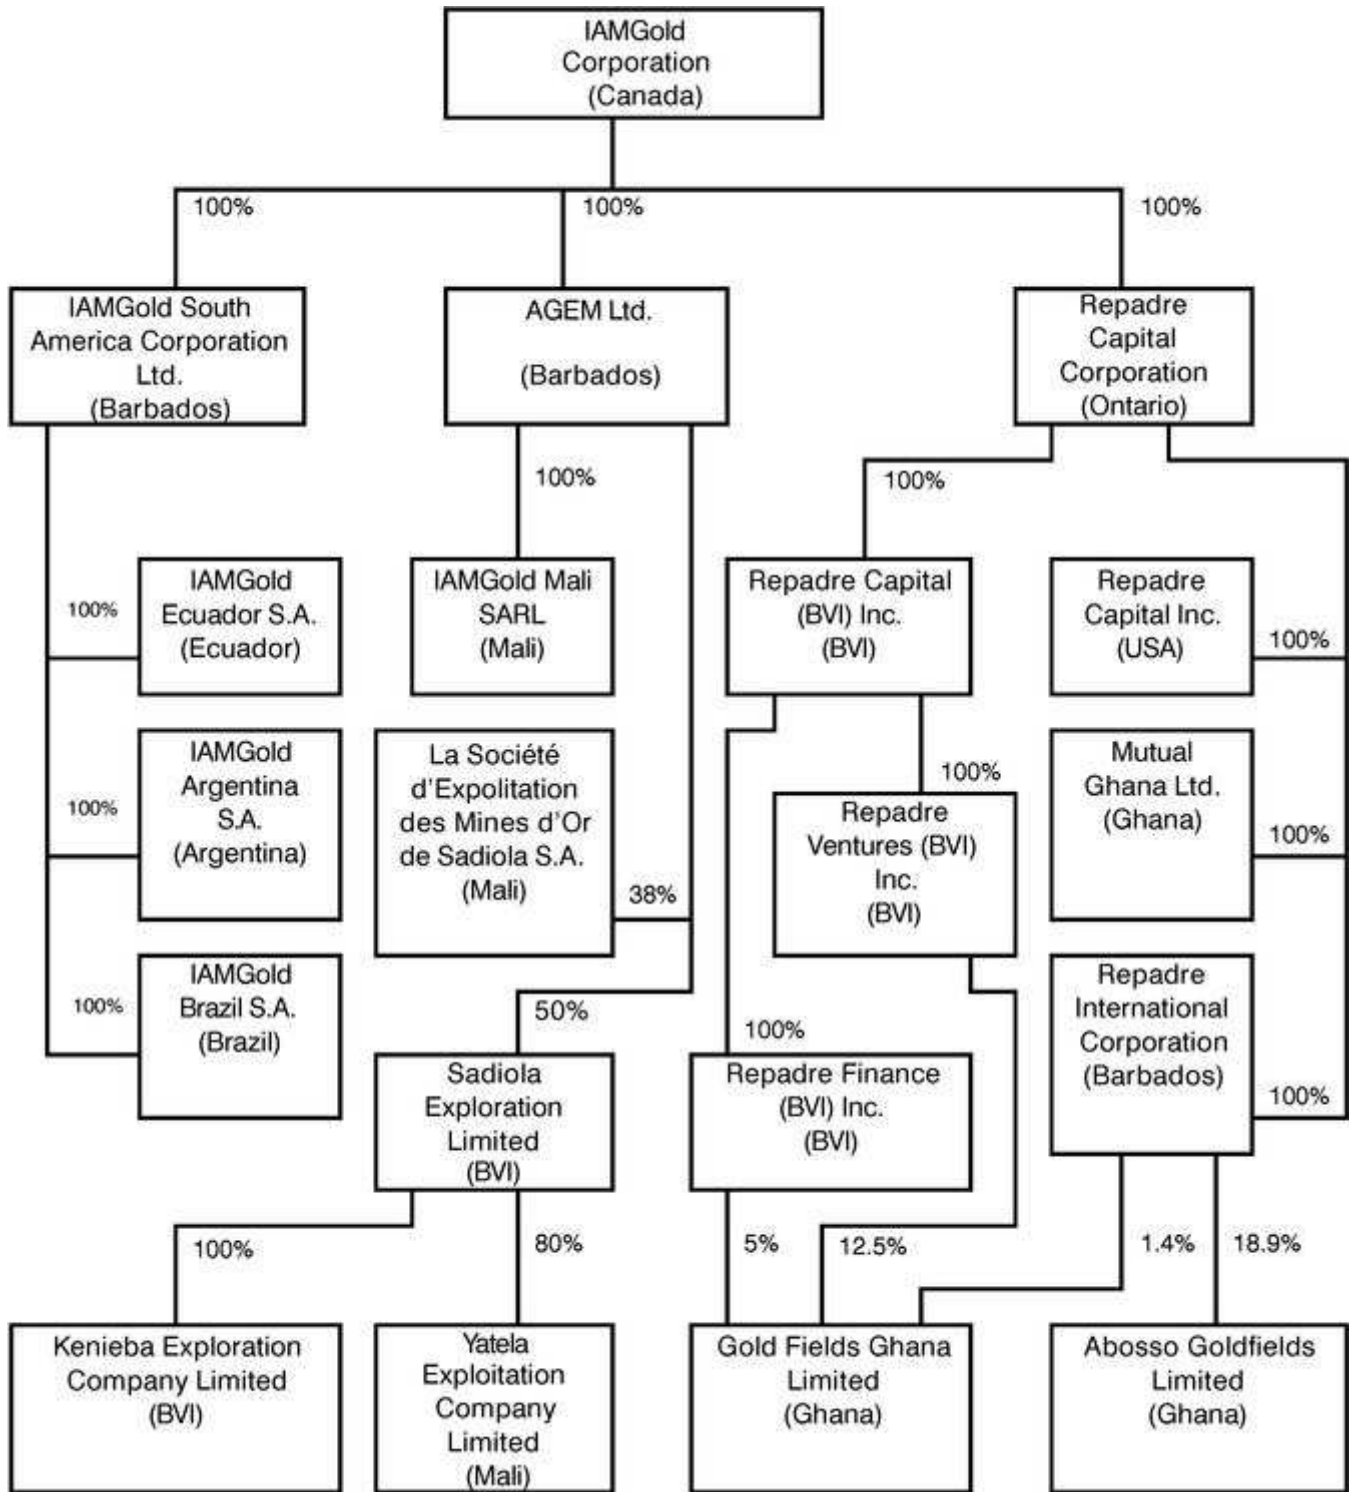 IAMGold
Corporation
(Canada)
100%
100%
100%
IAMGold South
America Corporation
Ltd.
(Barbados)
AGEM Ltd.
(Barbados)
Repadre
Capital
Corporation
(Ontario)
100%
100%
100%
IAMGold
Ecuador S.A.
(Ecuador)
IAMGold Mali
SARL
(Mali)
Repadre Capital
(BVI) Inc.
(BVI)
Repadre
Capital Inc.
(USA)
100%
100%
IAMGold
Argentina
S.A.
(Argentina)
La Société
d'Expolitation
des Mines d'Or
de Sadiola S.A.
(Mali)
38%
100%
Repadre
Ventures (BVI)
Inc.
(BVI)
Mutual
Ghana Ltd.
(Ghana)
100%
100%
IAMGold
Brazil S.A.
(Brazil)
50%
Sadiola
Exploration
Limited
(BVI)
100%
Repadre Finance
(BVI) Inc.
(BVI)
Repadre
International
Corporation
(Barbados)
100%
100%
80%
5%
12.5%
1.4%
18.9%
Kenieba Exploration
Company Limited
(BVI)
Yatela
Exploitation
Company
Limited
(Mali)
Gold Fields Ghana
Limited
(Ghana)
Abosso Goldfields
Limited
(Ghana)